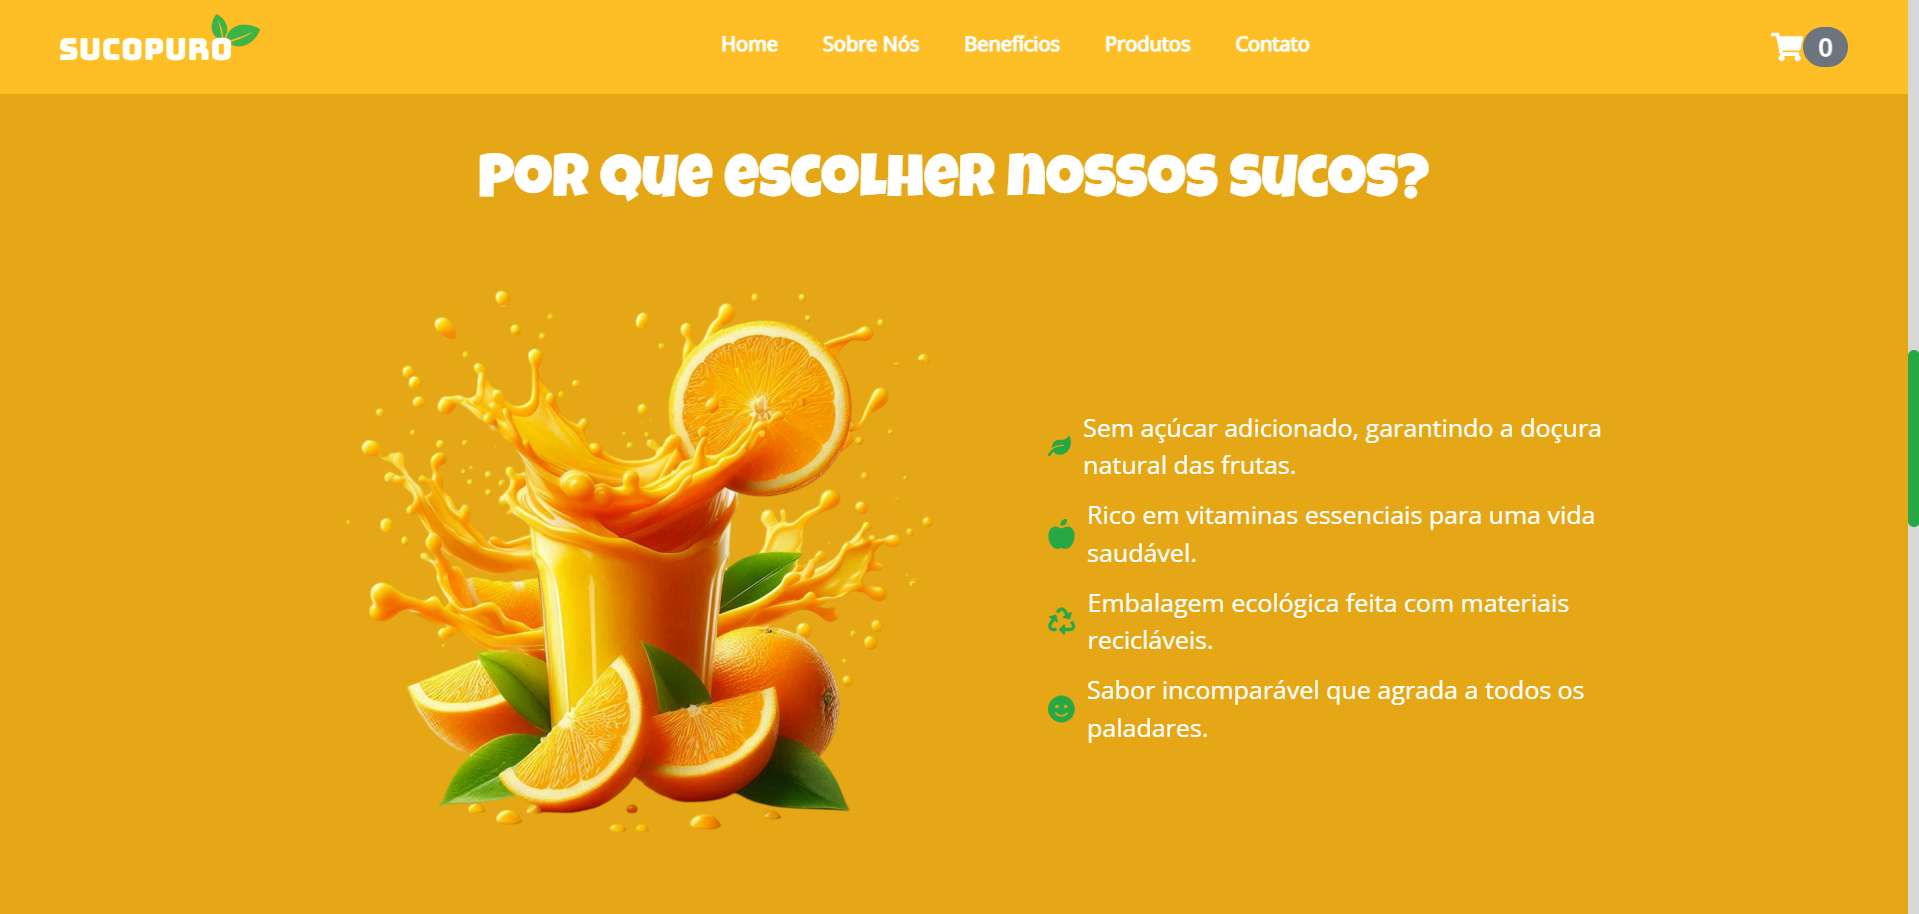 SUCOPURO
Home Sobre Nós Benefícios Produtos Contato
0
Por que escolher nossos sucos?
Sem açúcar adicionado, garantindo a doçura
natural das frutas.
Rico em vitaminas essenciais para uma vida
saudável.
Embalagem ecológica feita com materiais
recicláveis.
Sabor incomparável que agrada a todos os
paladares.